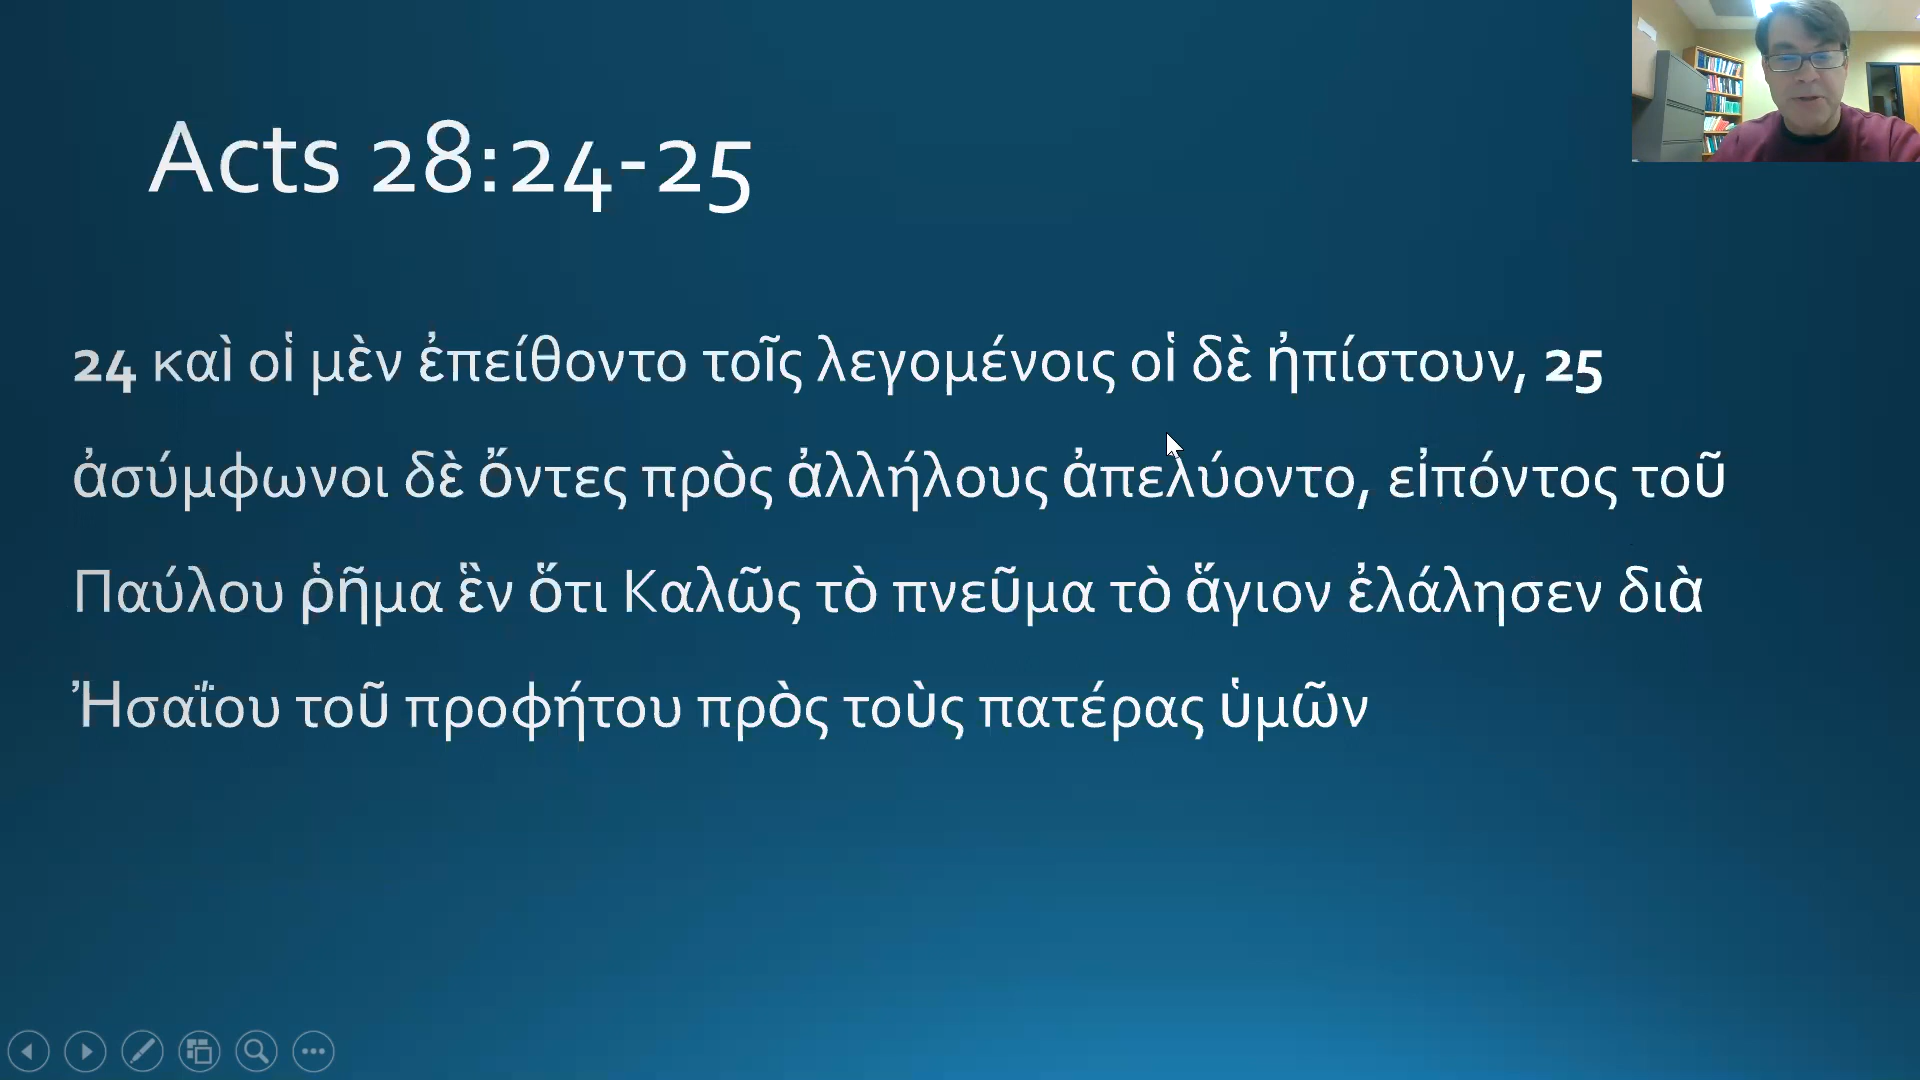 Acts 28:24-25
24 καὶ οἱ μὲν ἐπείθοντο τοῖς λεγομένοις οἱ δὲ ἠπίστουν, 25
ἀσύμφωνοι δὲ ὄντες πρὸς ἀλλήλους ἀπελύοντο, εἰπόντος τοῦ
Παύλου ῥῆμα ἓν ὅτι Καλῶς τὸ πνεῦμα τὸ ἅγιον ἐλάλησεν διὰ
Ἠσαΐου τοῦ προφήτου πρὸς τοὺς πατέρας ὑμῶν